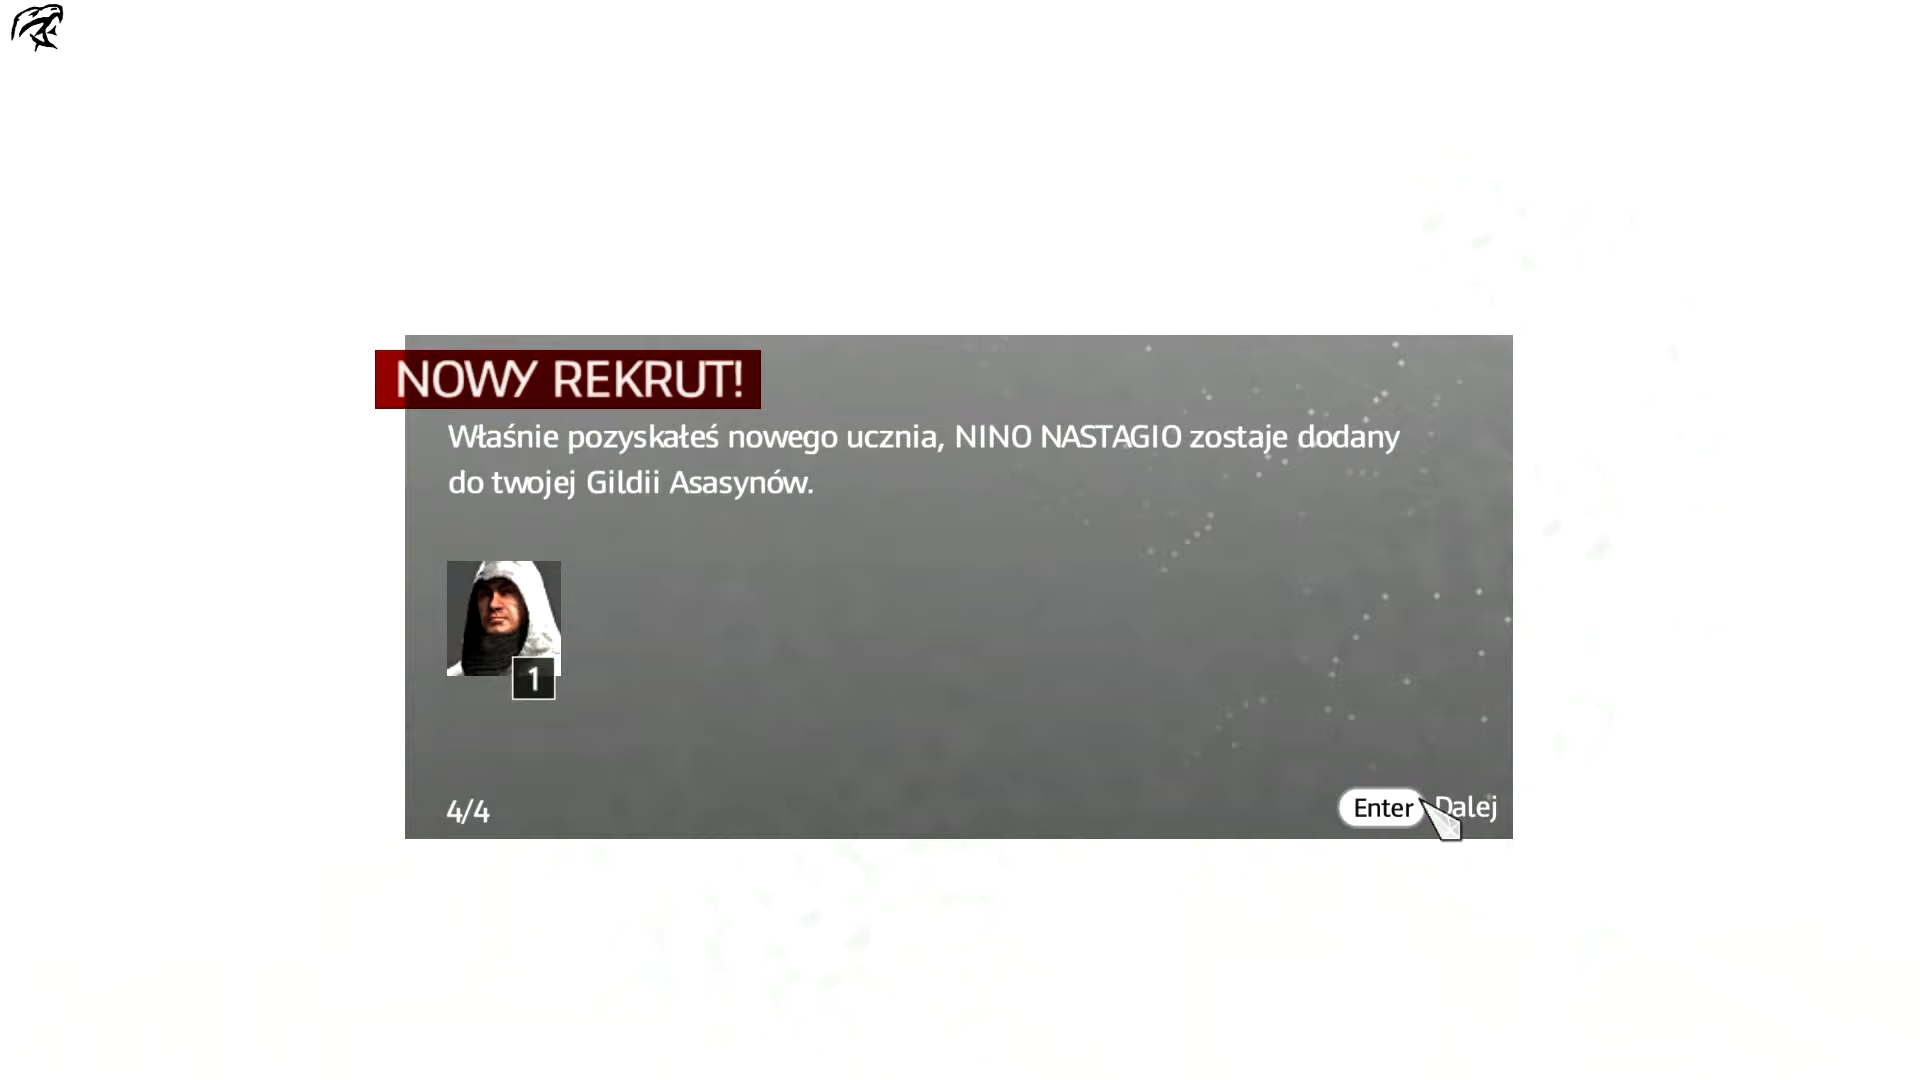 NOWY REKRUT!
Właśnie pozyskałeś nowego ucznia, NINO NASTAGIO zostaje dodany
do twojej Gildii Asasynów.
1
4/4
Enter Dalej